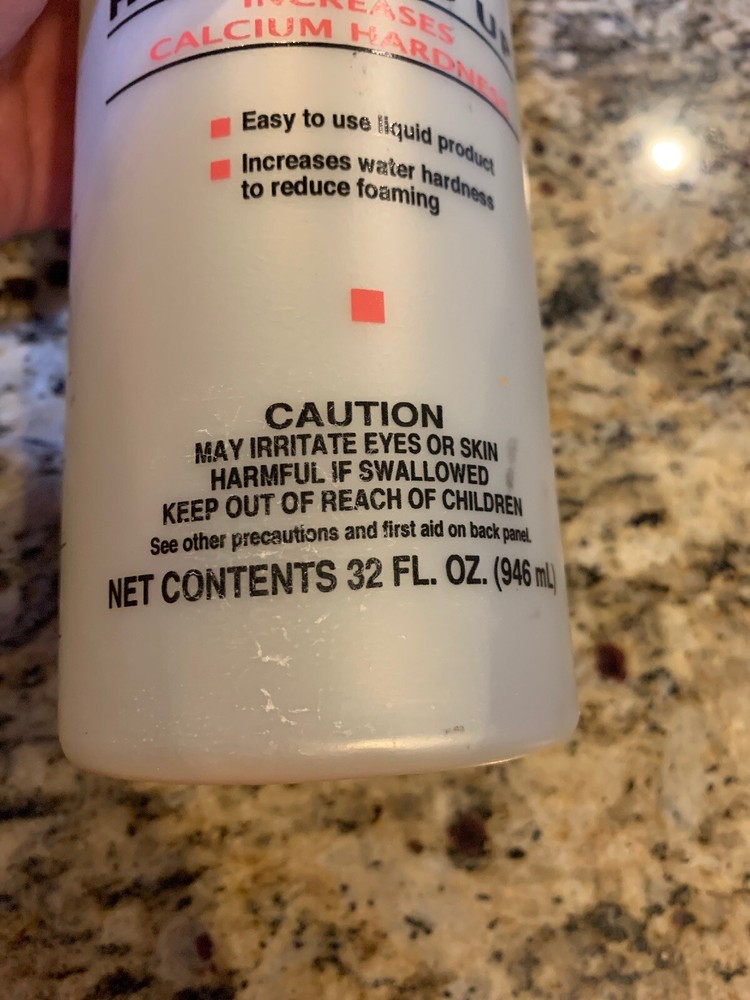 INCREASES
CALCIUM HARDNESS
Easy to use liquid product
Increases water hardness
to reduce foaming
CAUTION
MAY IRRITATE EYES OR SKIN
HARMFUL IF SWALLOWED
KEEP OUT OF REACH OF CHILDREN
See other precautions and first aid on back panel.
NET CONTENTS 32 FL. OZ. (946 mL)